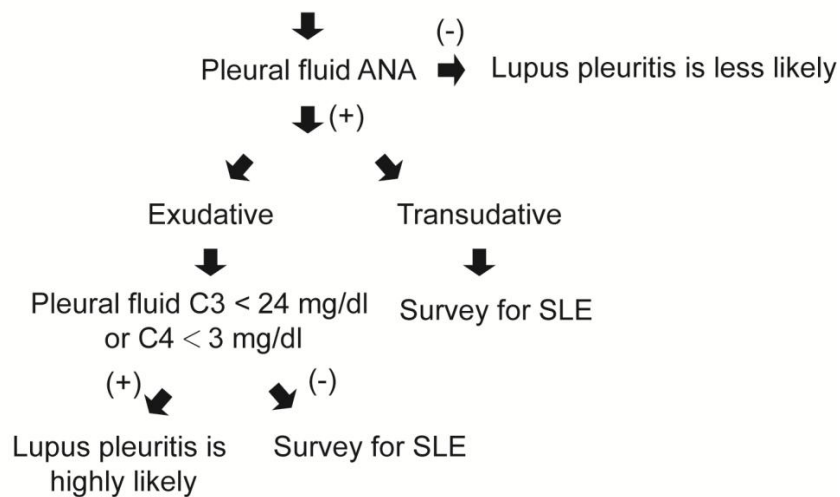 (-)
Pleural fluid ANA
Lupus pleuritis is less likely
(+)
Exudative
Transudative
Pleural fluid C3 < 24 mg/dl
or C4 < 3 mg/dl
Survey for SLE
(+)
(-)
Lupus pleuritis is
highly likely
Survey for SLE